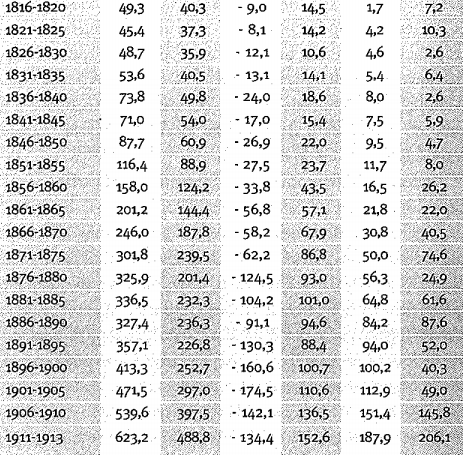 1816-1820 49,3 40,3 - 9,0 14,5 1,7 7,2
1821-1825 45,4 37,3 - 8,1 14,2 4,2 10,3
1826-1830 48,7 35,9 - 12,1 10,6 4,6 2,6
1831-1835 53,6 40,5 - 13,1 14,1 5,4 6,4
1836-1840 73,8 49,8 - 24,0 18,6 8,0 2,6
1841-1845 71,0 54,0 - 17,0 15,4 7,5 5,9
1846-1850 87,7 60,9 - 26,9 22,0 9,5 4,7
1851-1855 116,4 88,9 - 27,5 23,7 11,7 8,0
1856-1860 158,0 124,2 - 33,8 43,5 16,5 26,2
1861-1865 201,2 144,4 - 56,8 57,1 21,8 22,0
1866-1870 246,0 187,8 - 58,2 67,9 30,8 40,5
1871-1875 301,8 239,5 - 62,2 86,8 50,0 74,6
1876-1880 325,9 201,4 - 124,5 93,0 56,3 24,9
1881-1885 336,5 232,3 - 104,2 101,0 64,8 61,6
1886-1890 327,4 236,3 - 91,1 94,6 84,2 87,6
1891-1895 357,1 226,8 - 130,3 88,4 94,0 52,0
1896-1900 413,3 252,7 - 160,6 100,7 100,2 40,3
1901-1905 471,5 297,0 - 174,5 110,6 112,9 49,0
1906-1910 539,6 397,5 - 142,1 136,5 151,4 145,8
1911-1913 623,2 488,8 - 134,4 152,6 187,9 206,1